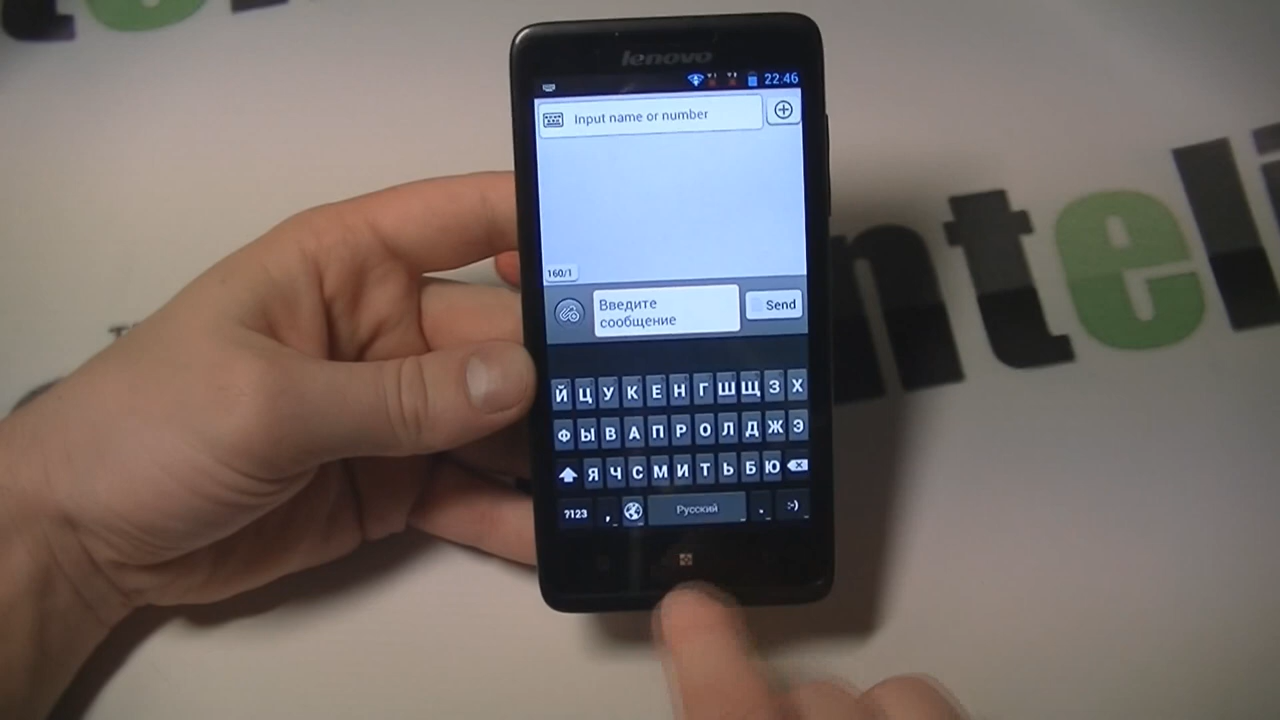 lenovo
22:46
Input name or number
160/1
Введите
сообщение
Send
Й Ц У К Е Н Г Ш Щ З Х
Ф Ы В А П Р О Л Д Ж Э
Я Ч С М И Т Ь Б Ю
?123 , Русский . :-)